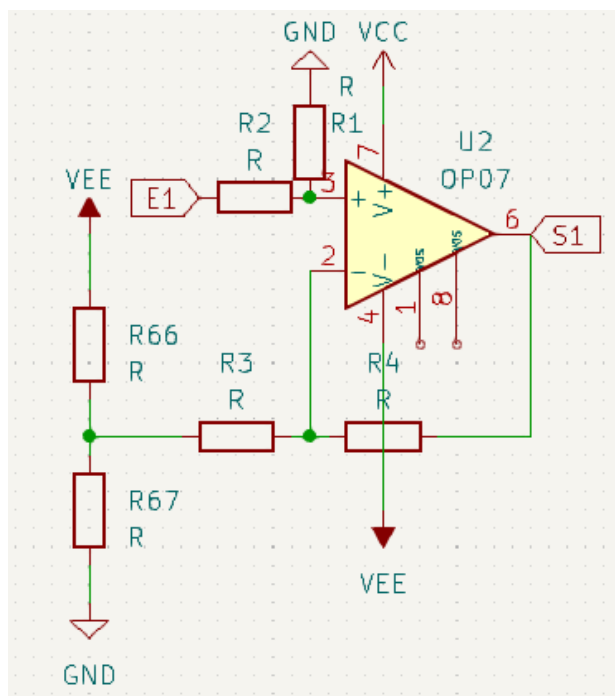 GND VCC
R
R2
R1
R
U2
OP07
7
3
VEE
E1
+
V+
6
S1
2
−
V-
4
1
8
R66
R
R3
R
R4
R
R67
R
VEE
GND